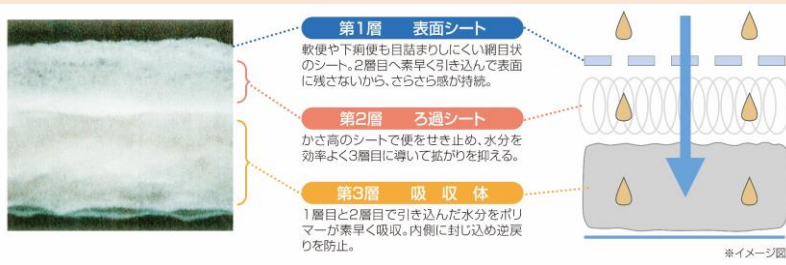 第1層 表面シート
軟便や下痢便も目詰まりしにくい網目状
のシート。2層目へ素早く引き込んで表面
に残さないから、さらさら感が持続。
第2層 ろ過シート
かさ高のシートで便をせき止め、水分を
効率よく3層目に導いて拡がりを抑える。
第3層 吸収体
1層目と2層目で引き込んだ水分をポリ
マーが素早く吸収。内側に封じ込め逆戻
りを防止。
※イメージ図